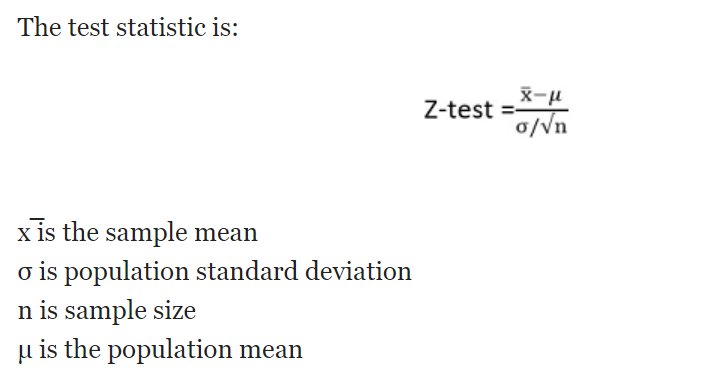 The test statistic is:
Z-test = x̄−μ / σ/√n
x ̅is the sample mean
σ is population standard deviation
n is sample size
μ is the population mean